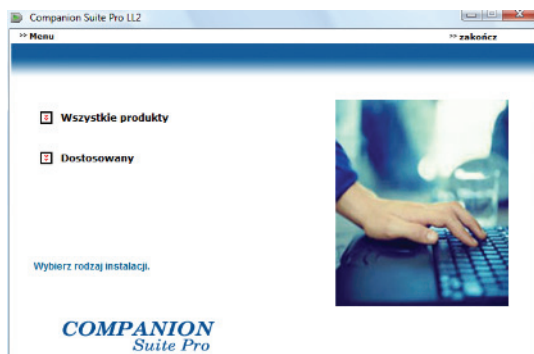 Companion Suite Pro LL2
>> Menu
>> zakończ
Wszystkie produkty
Dostosowany
Wybierz rodzaj instalacji.
COMPANION
Suite Pro